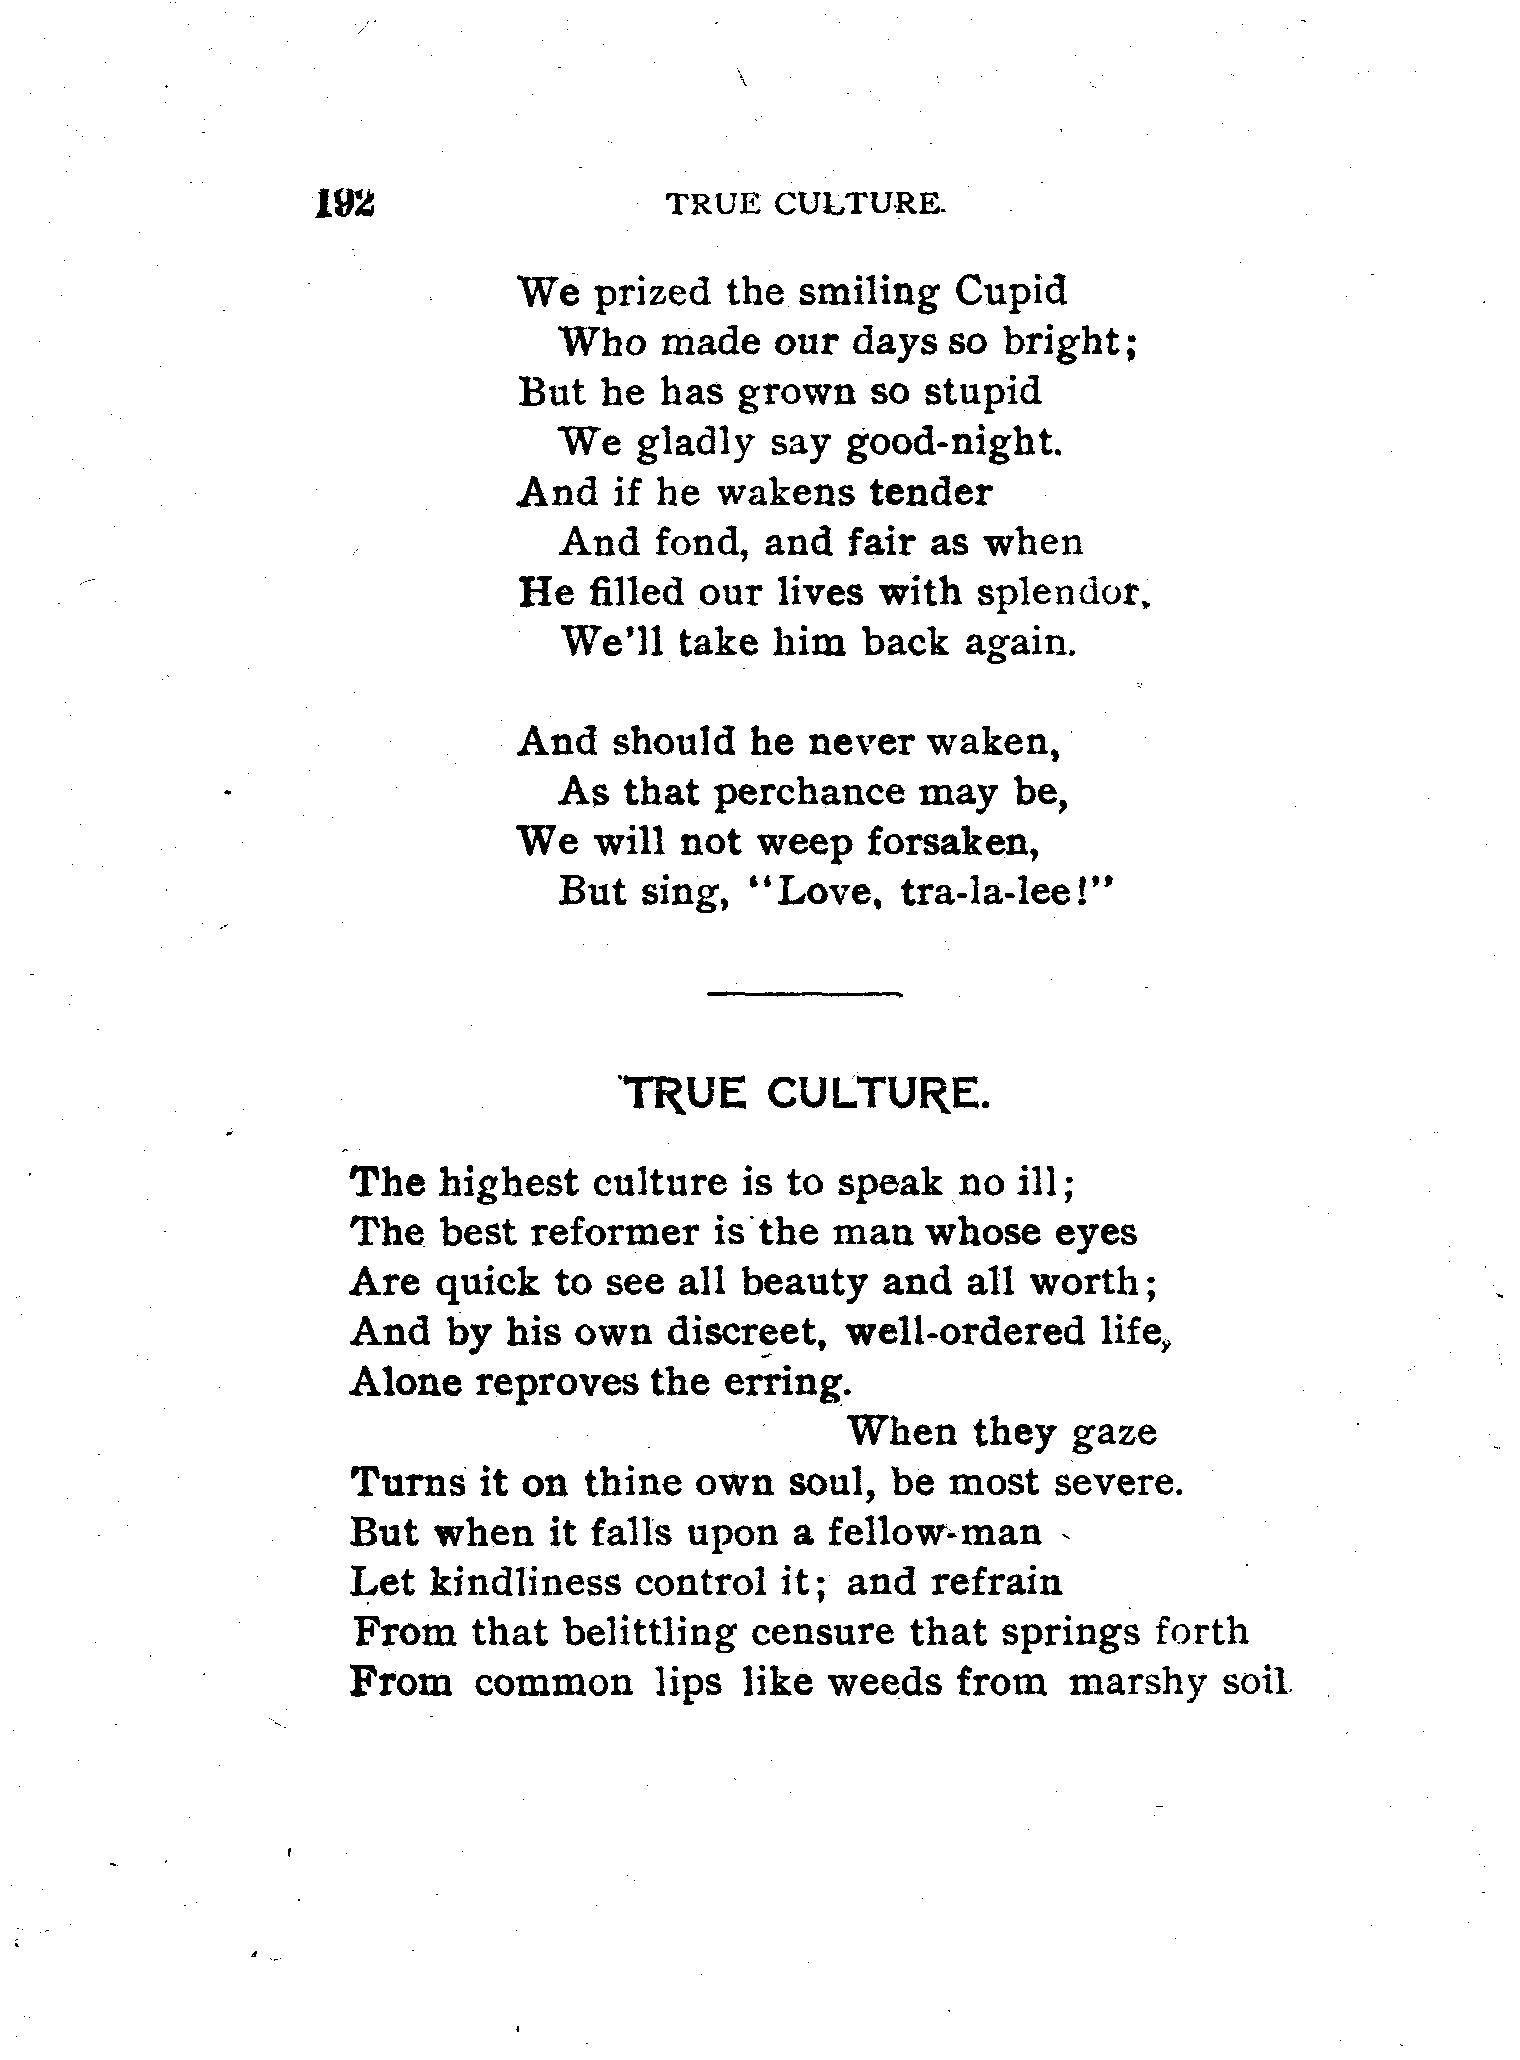 192 TRUE CULTURE.
We prized the smiling Cupid
Who made our days so bright;
But he has grown so stupid
We gladly say good-night.
And if he wakens tender
And fond, and fair as when
He filled our lives with splendor,
We'll take him back again.
And should he never waken,
As that perchance may be,
We will not weep forsaken,
But sing, "Love, tra-la-lee!"
TRUE CULTURE.
The highest culture is to speak no ill;
The best reformer is the man whose eyes
Are quick to see all beauty and all worth;
And by his own discreet, well-ordered life,
Alone reproves the erring.
When they gaze
Turns it on thine own soul, be most severe.
But when it falls upon a fellow-man
Let kindliness control it; and refrain
From that belittling censure that springs forth
From common lips like weeds from marshy soil.